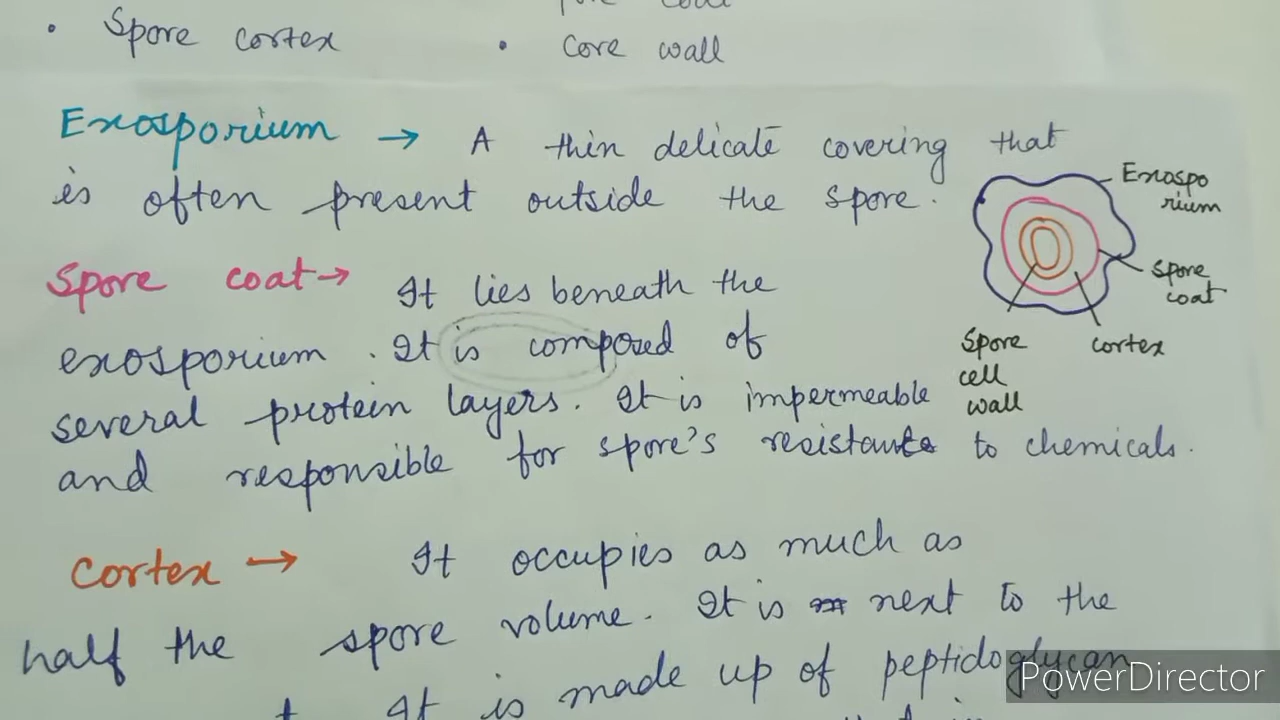 • Spore cortex
• Core wall
Exosporium → A thin delicate covering that
is often present outside the spore.
Exospo
rium
Spore coat → It lies beneath the
exosporium. It is composed of
several protein layers. It is impermeable
and responsible for spore's resistance to chemicals.
spore
coat
cortex
Spore
cell
wall
Cortex → It occupies as much as
half the spore volume. It is next to the
It is made up of peptidoglycan
PowerDirector